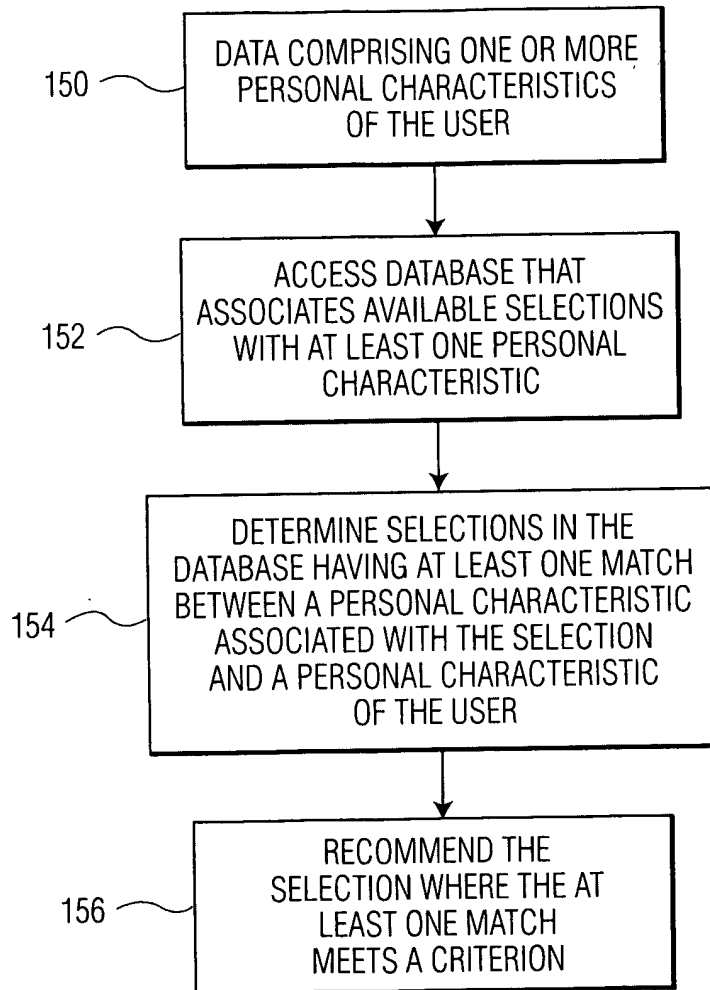 150
DATA COMPRISING ONE OR MORE
PERSONAL CHARACTERISTICS
OF THE USER
152
ACCESS DATABASE THAT
ASSOCIATES AVAILABLE SELECTIONS
WITH AT LEAST ONE PERSONAL
CHARACTERISTIC
154
DETERMINE SELECTIONS IN THE
DATABASE HAVING AT LEAST ONE MATCH
BETWEEN A PERSONAL CHARACTERISTIC
ASSOCIATED WITH THE SELECTION
AND A PERSONAL CHARACTERISTIC
OF THE USER
156
RECOMMEND THE
SELECTION WHERE THE AT
LEAST ONE MATCH
MEETS A CRITERION